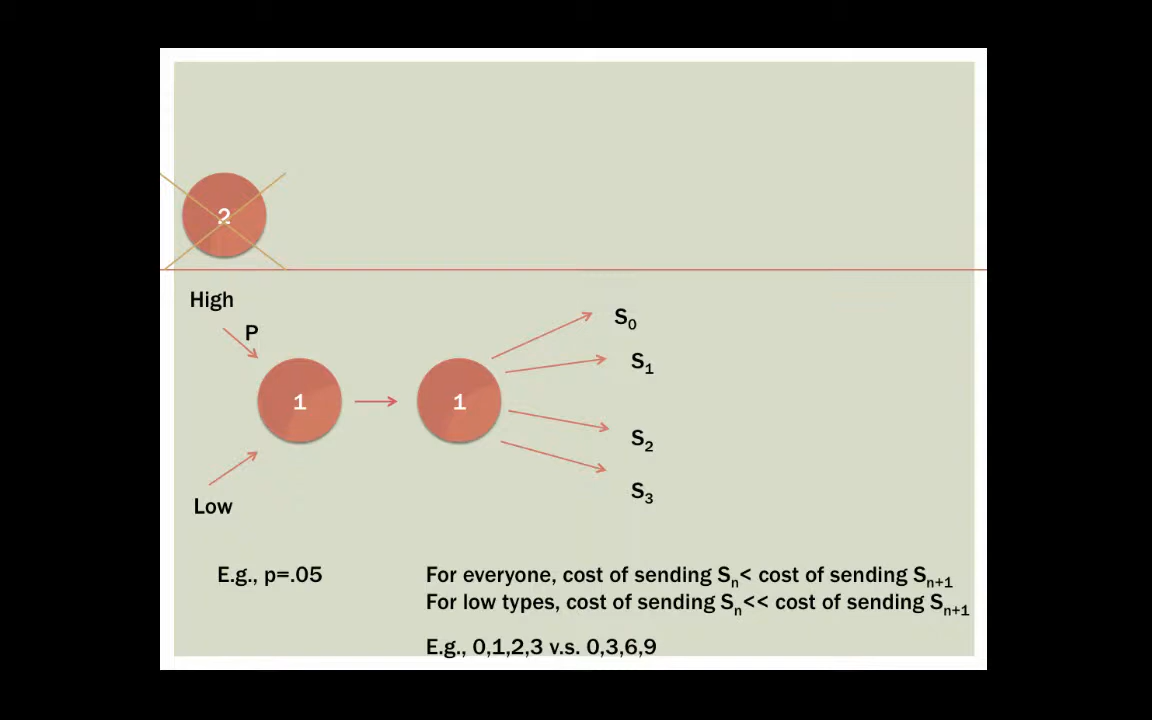 2
High
P
S0
S1
1
1
S2
S3
Low
E.g., p=.05
For everyone, cost of sending Sn< cost of sending Sn+1
For low types, cost of sending Sn<< cost of sending Sn+1
E.g., 0,1,2,3 v.s. 0,3,6,9